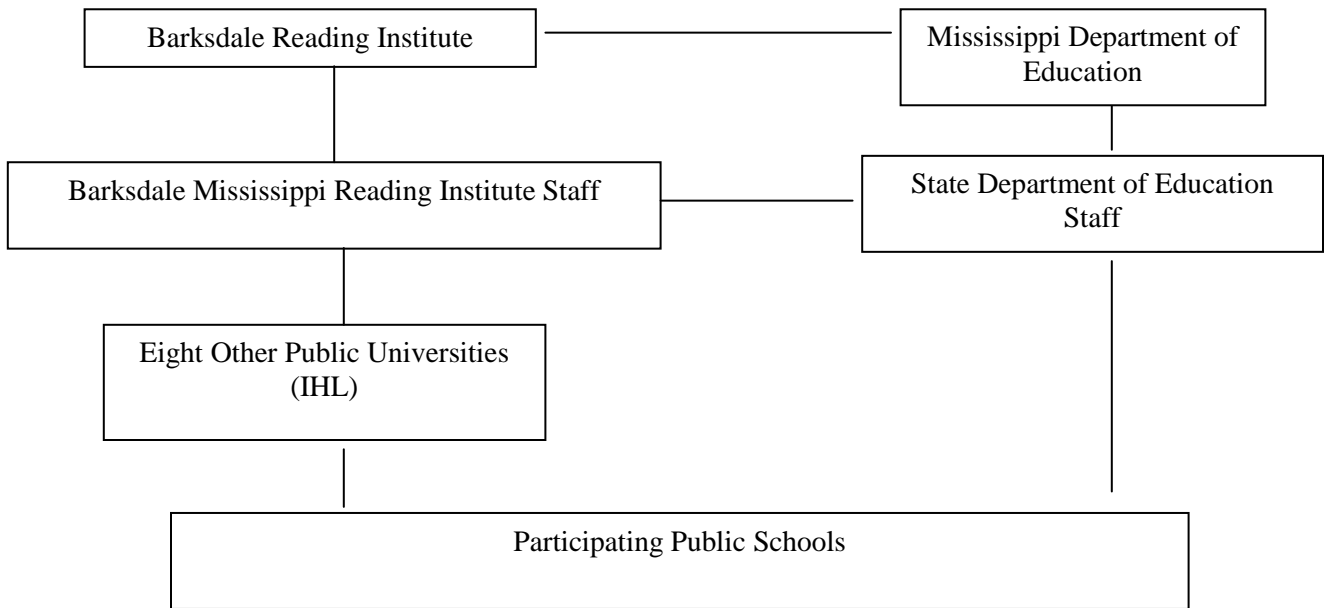 Barksdale Reading Institute
Mississippi Department of
Education
Barksdale Mississippi Reading Institute Staff
State Department of Education
Staff
Eight Other Public Universities
(IHL)
Participating Public Schools